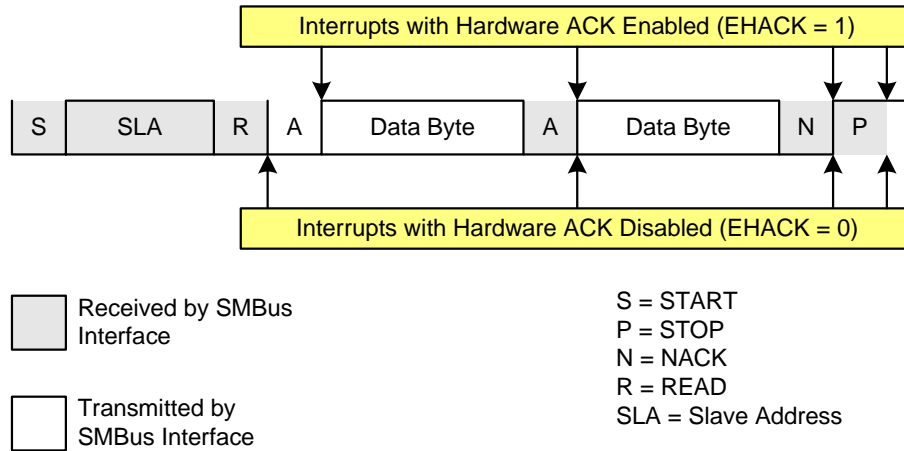 Interrupts with Hardware ACK Enabled (EHACK = 1)
S SLA R A Data Byte A Data Byte N P
Interrupts with Hardware ACK Disabled (EHACK = 0)
Received by SMBus
Interface
Transmitted by
SMBus Interface
S = START
P = STOP
N = NACK
R = READ
SLA = Slave Address